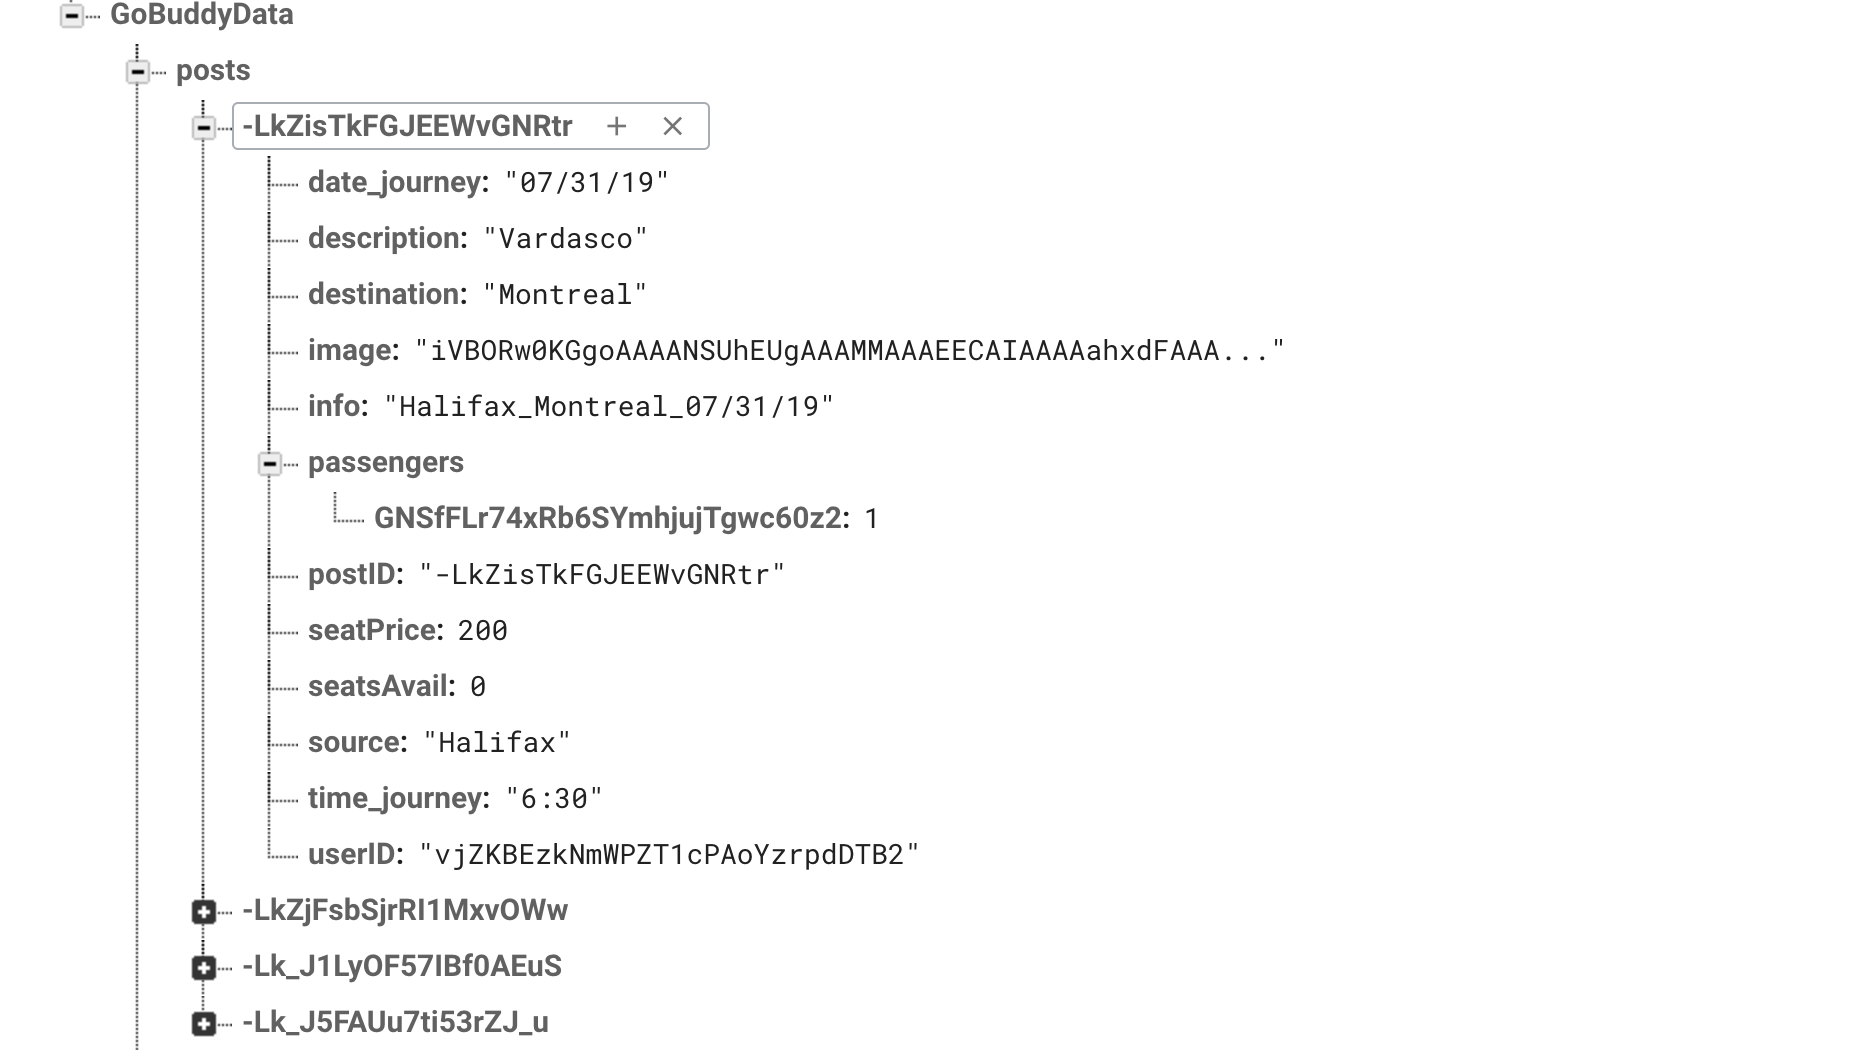 GoBuddyData
posts
-LkZisTkFGJEEWvGNRtr
date_journey: "07/31/19"
description: "Vardasco"
destination: "Montreal"
image: "iVBORw0KGgoAAAANSUhEUgAAAMMAAAEECAIAAAAahxdFAAA..."
info: "Halifax_Montreal_07/31/19"
passengers
GNSfFLr74xRb6SYmhjujTgwc60z2: 1
postID: "-LkZisTkFGJEEWvGNRtr"
seatPrice: 200
seatsAvail: 0
source: "Halifax"
time_journey: "6:30"
userID: "vjZKBEzkNmWPZT1cPAoYzrpdDTB2"
-LkZjFsbSjrRI1MxvOWw
-Lk_J1LyOF57IBf0AEuS
-Lk_J5FAUu7ti53rZJ_u